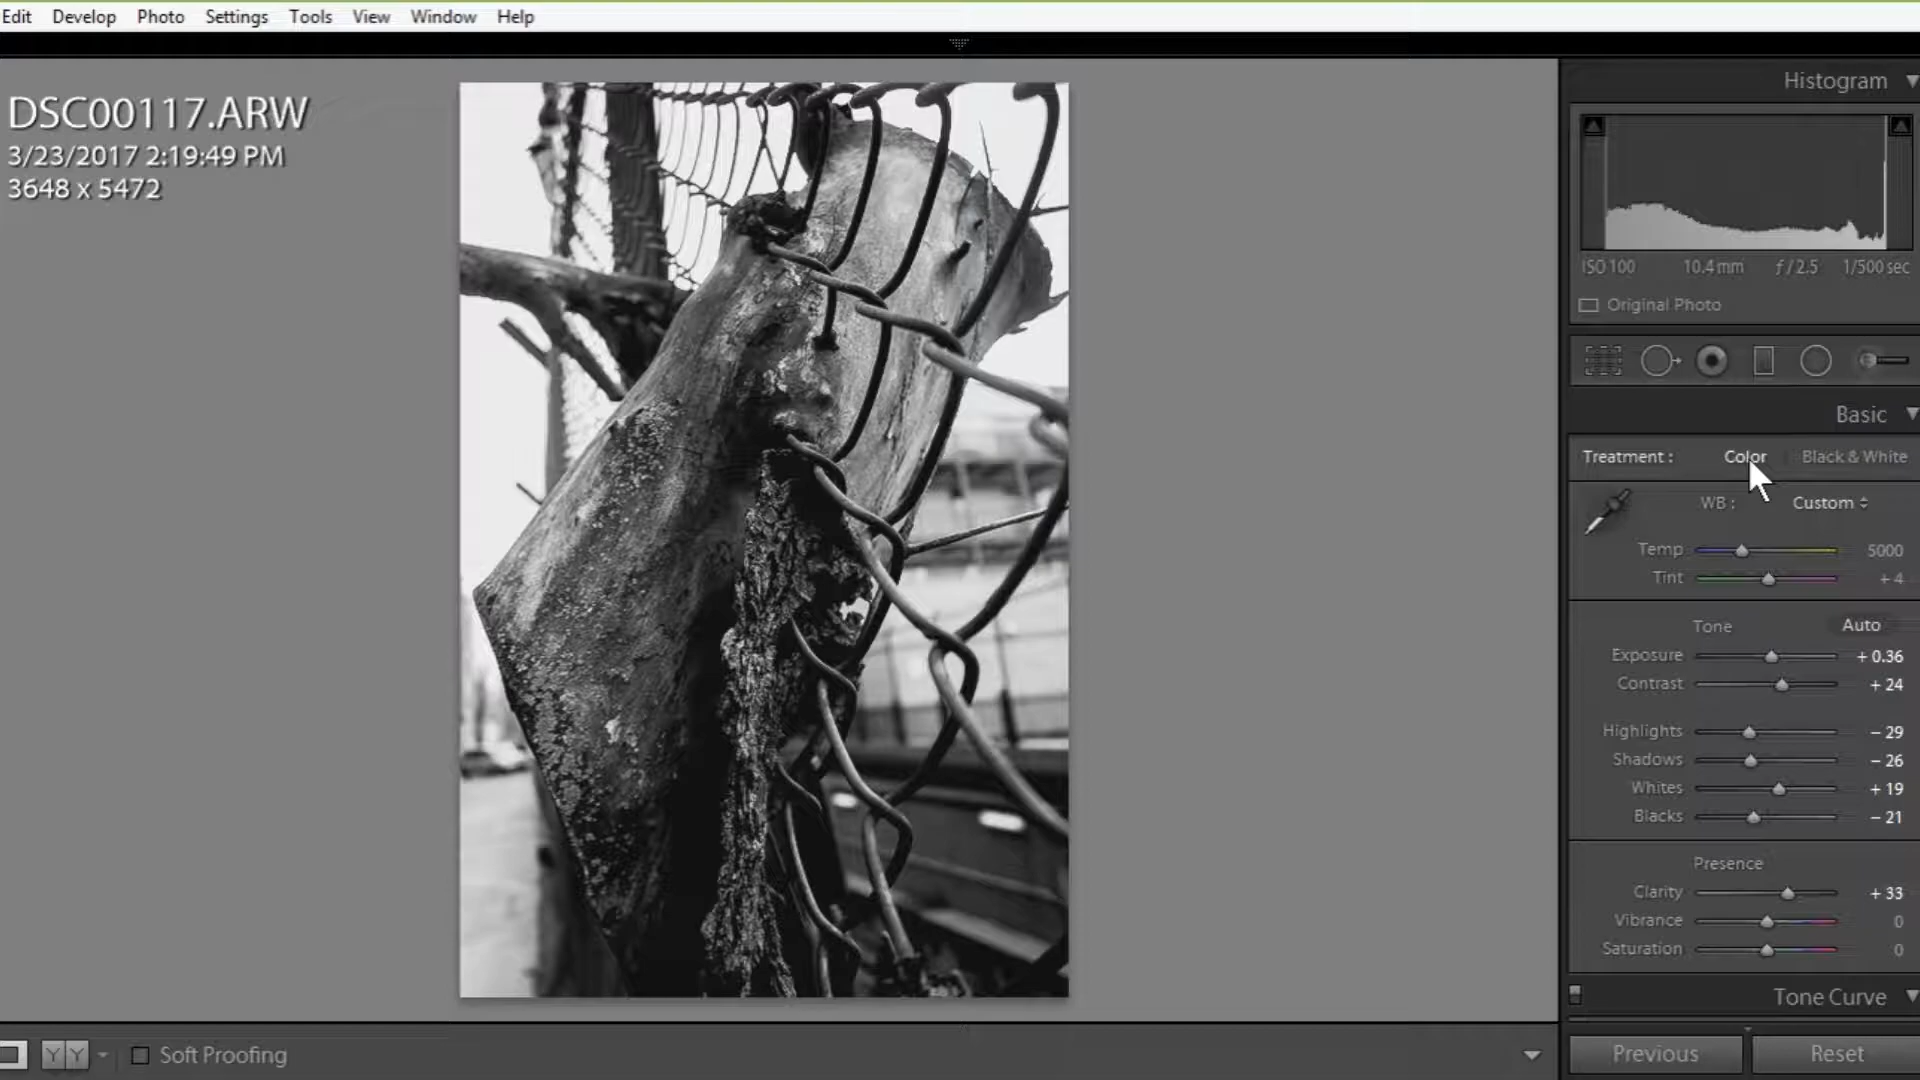 Edit Develop Photo Settings Tools View Window Help
DSC00117.ARW
3/23/2017 2:19:49 PM
3648 x 5472
Histogram
ISO 100 10.4 mm ƒ / 2.5 1/500 sec
Original Photo
Basic
Treatment : Color Black & White
WB : Custom
Temp 5000
Tint + 4
Tone Auto
Exposure + 0.36
Contrast + 24
Highlights − 29
Shadows − 26
Whites + 19
Blacks − 21
Presence
Clarity + 33
Vibrance 0
Saturation 0
Tone Curve
Y Y Soft Proofing
Previous Reset